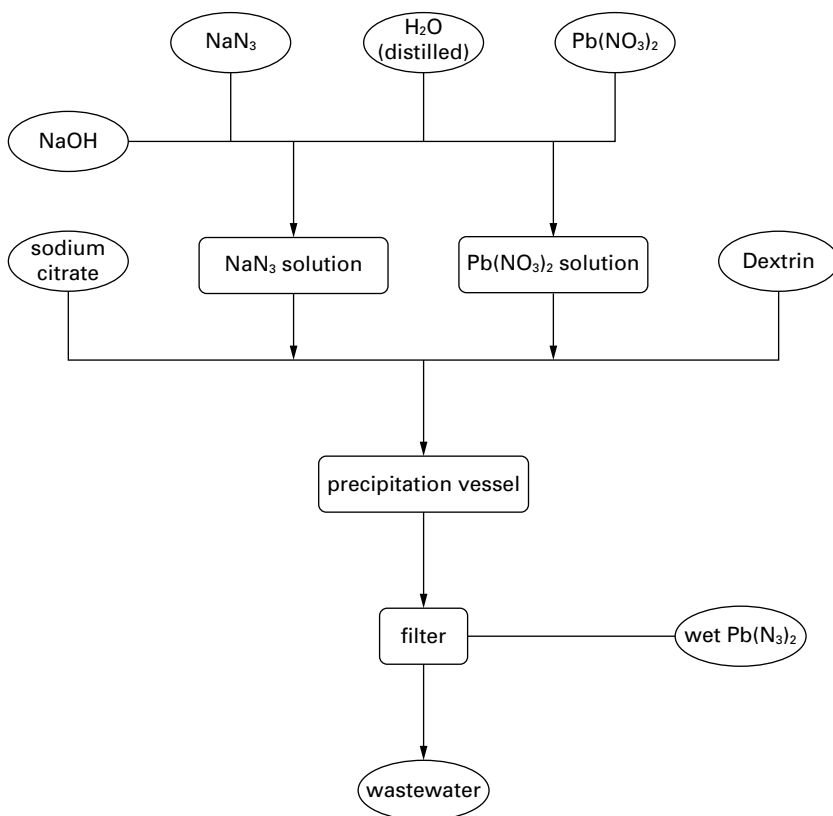 NaN₃
H₂O
(distilled)
Pb(NO₃)₂
NaOH
sodium
citrate
NaN₃ solution
Pb(NO₃)₂ solution
Dextrin
precipitation vessel
filter
wet Pb(N₃)₂
wastewater